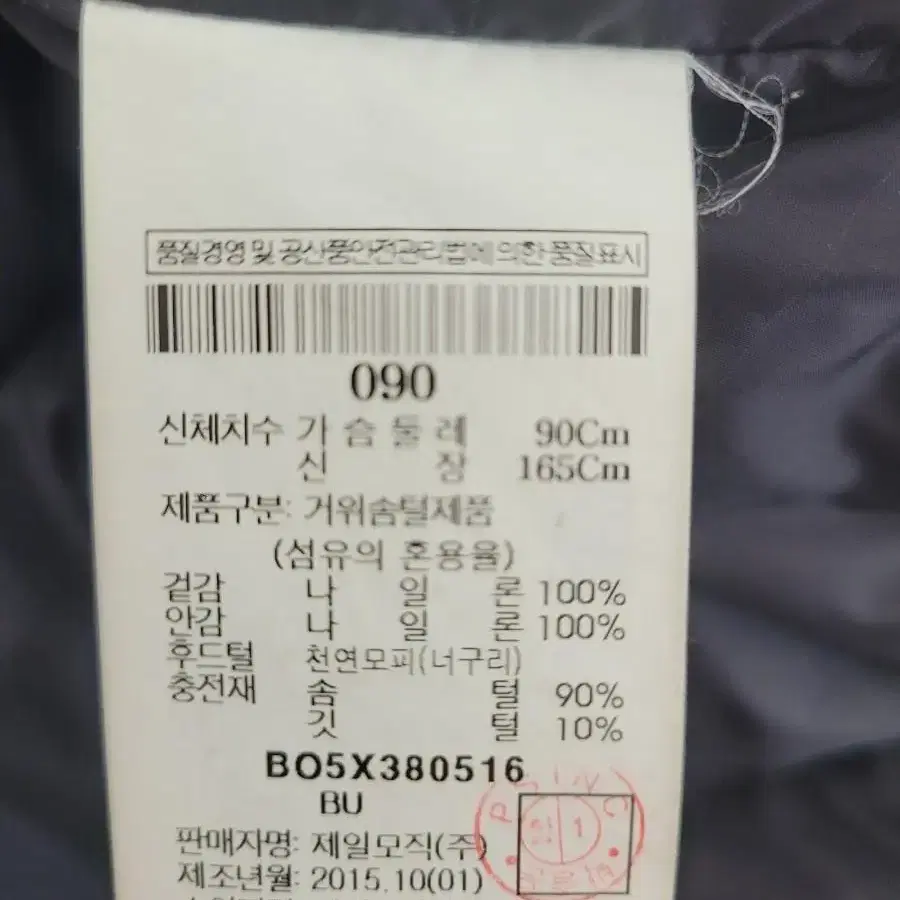 품질경영 및 공산품안전관리법에 의한 품질표시
090
신체치수 가 슴 둘 레 90Cm
신 장 165Cm
제품구분: 거위솜털제품
(섬유의 혼용율)
겉감 나 일 론 100%
안감 나 일 론 100%
후드털 천연모피(너구리)
충전재 솜 털 90%
깃 털 10%
BO5X380516
BU
판매자명: 제일모직(주)
제조년월: 2015.10(01)